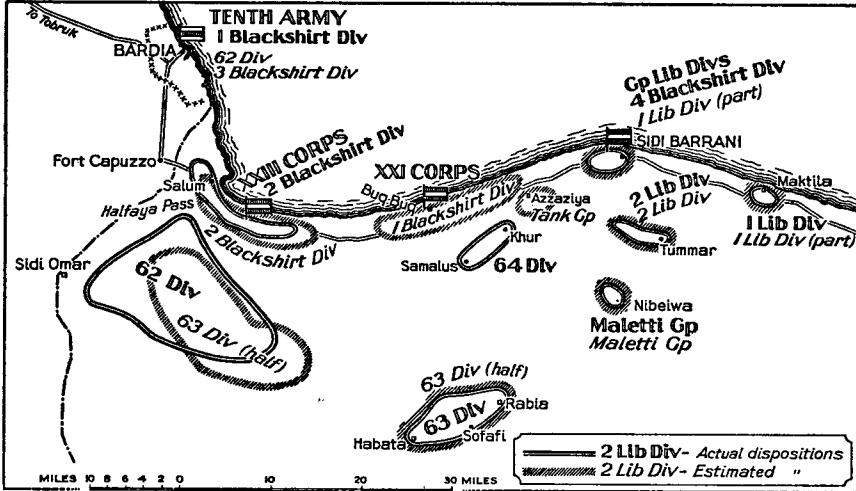 To Tobruk
TENTH ARMY
1 Blackshirt Div
BARDIA
62 Div
3 Blackshirt Div
Gp Lib Divs
4 Blackshirt Div
1 Lib Div (part)
SIDI BARRANI
Fort Capuzzo
XXIII CORPS
2 Blackshirt Div
XXI CORPS
Salum
Buq Buq
1 Blackshirt Div
Azzaziya
Tank Gp
Maktila
Halfaya Pass
2 Blackshirt Div
2 Lib Div
2 Lib Div
1 Lib Div
1 Lib Div (part)
Khur
Samalus
64 Div
Tummar
Sidi Omar
62 Div
63 Div (half)
Nibeiwa
Maletti Gp
Maletti Gp
63 Div (half)
63 Div
Rabia
Habata
Sofafi
2 Lib Div - Actual dispositions
2 Lib Div - Estimated "
MILES 10 8 6 4 2 0 10 20 30 MILES